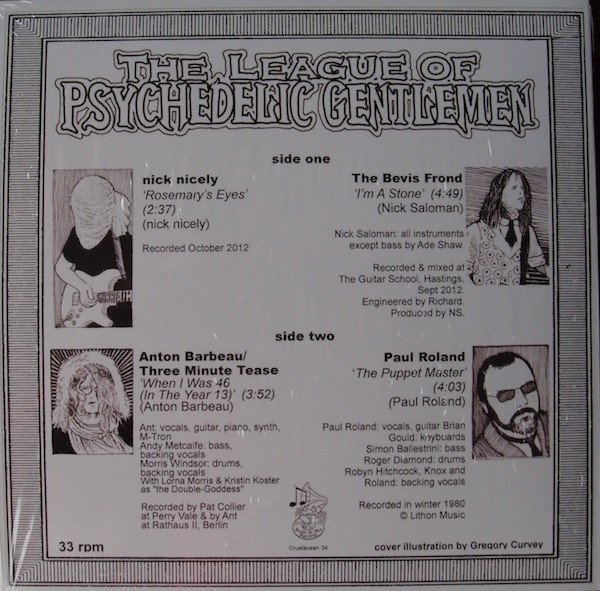 THE LEAGUE OF
PSYCHEDELIC GENTLEMEN
side one
nick nicely
'Rosemary's Eyes'
(2:37)
(nick nicely)
Recorded October 2012
The Bevis Frond
'I'm A Stone' (4:49)
(Nick Saloman)
Nick Saloman: all instruments
except bass by Ade Shaw.
Recorded & mixed at
The Guitar School, Hastings,
Sept 2012.
Engineered by Richard.
Produced by NS.
side two
Anton Barbeau/
Three Minute Tease
'When I Was 46
(In The Year 13)' (3:52)
(Anton Barbeau)
Ant: vocals, guitar, piano, synth,
M-Tron
Andy Metcalfe: bass,
backing vocals
Morris Windsor: drums,
backing vocals
With Lorna Morris & Kristin Koster
as "the Double-Goddess"
Recorded by Pat Collier
at Perry Vale & by Ant
at Rathaus II, Berlin
Paul Roland
'The Puppet Master'
(4:03)
(Paul Roland)
Paul Roland: vocals, guitar Brian
Gould: keyboards
Simon Ballestrini: bass
Roger Diamond: drums
Robyn Hitchcock, Knox and
Roland: backing vocals
Recorded in winter 1980
© Lithon Music
33 rpm
Crustacean 34
cover illustration by Gregory Curvey